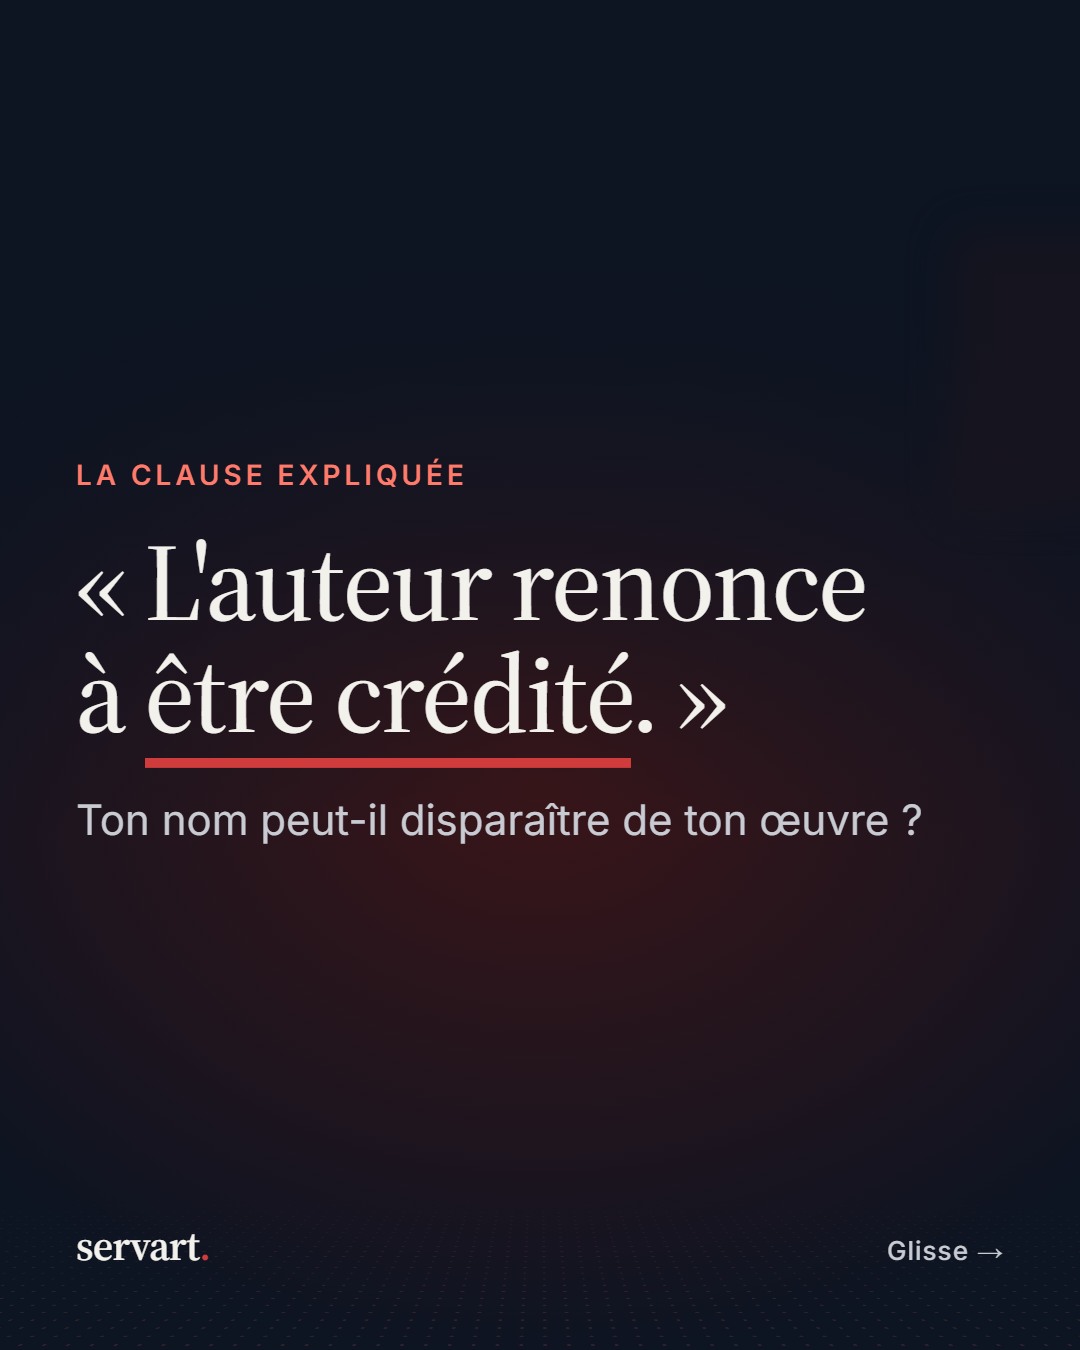 LA CLAUSE EXPLIQUÉE
« L'auteur renonce
à être crédité. »
Ton nom peut-il disparaître de ton œuvre ?
servart.
Glisse →